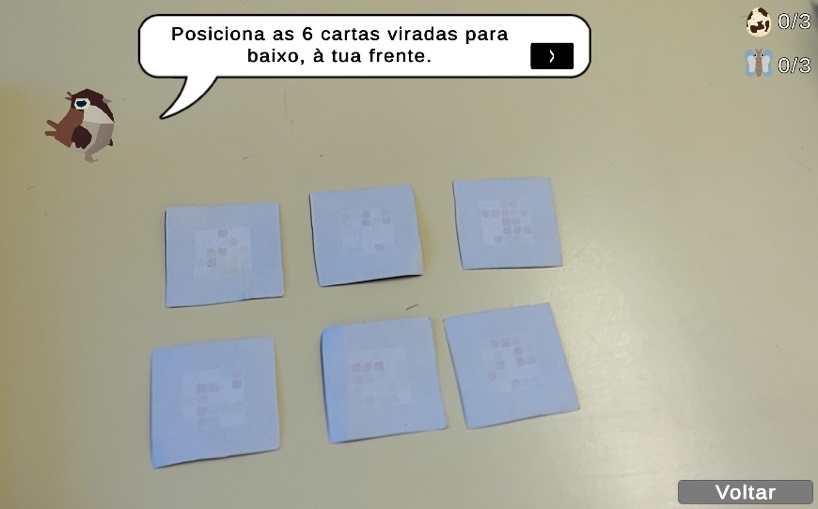 Posiciona as 6 cartas viradas para
baixo, à tua frente.
0/3
0/3
Voltar